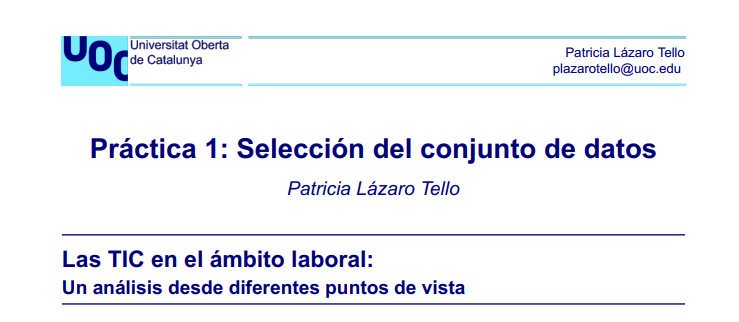 UOC
Universitat Oberta
de Catalunya
Patricia Lázaro Tello
plazarotello@uoc.edu
Práctica 1: Selección del conjunto de datos
Patricia Lázaro Tello
Las TIC en el ámbito laboral:
Un análisis desde diferentes puntos de vista